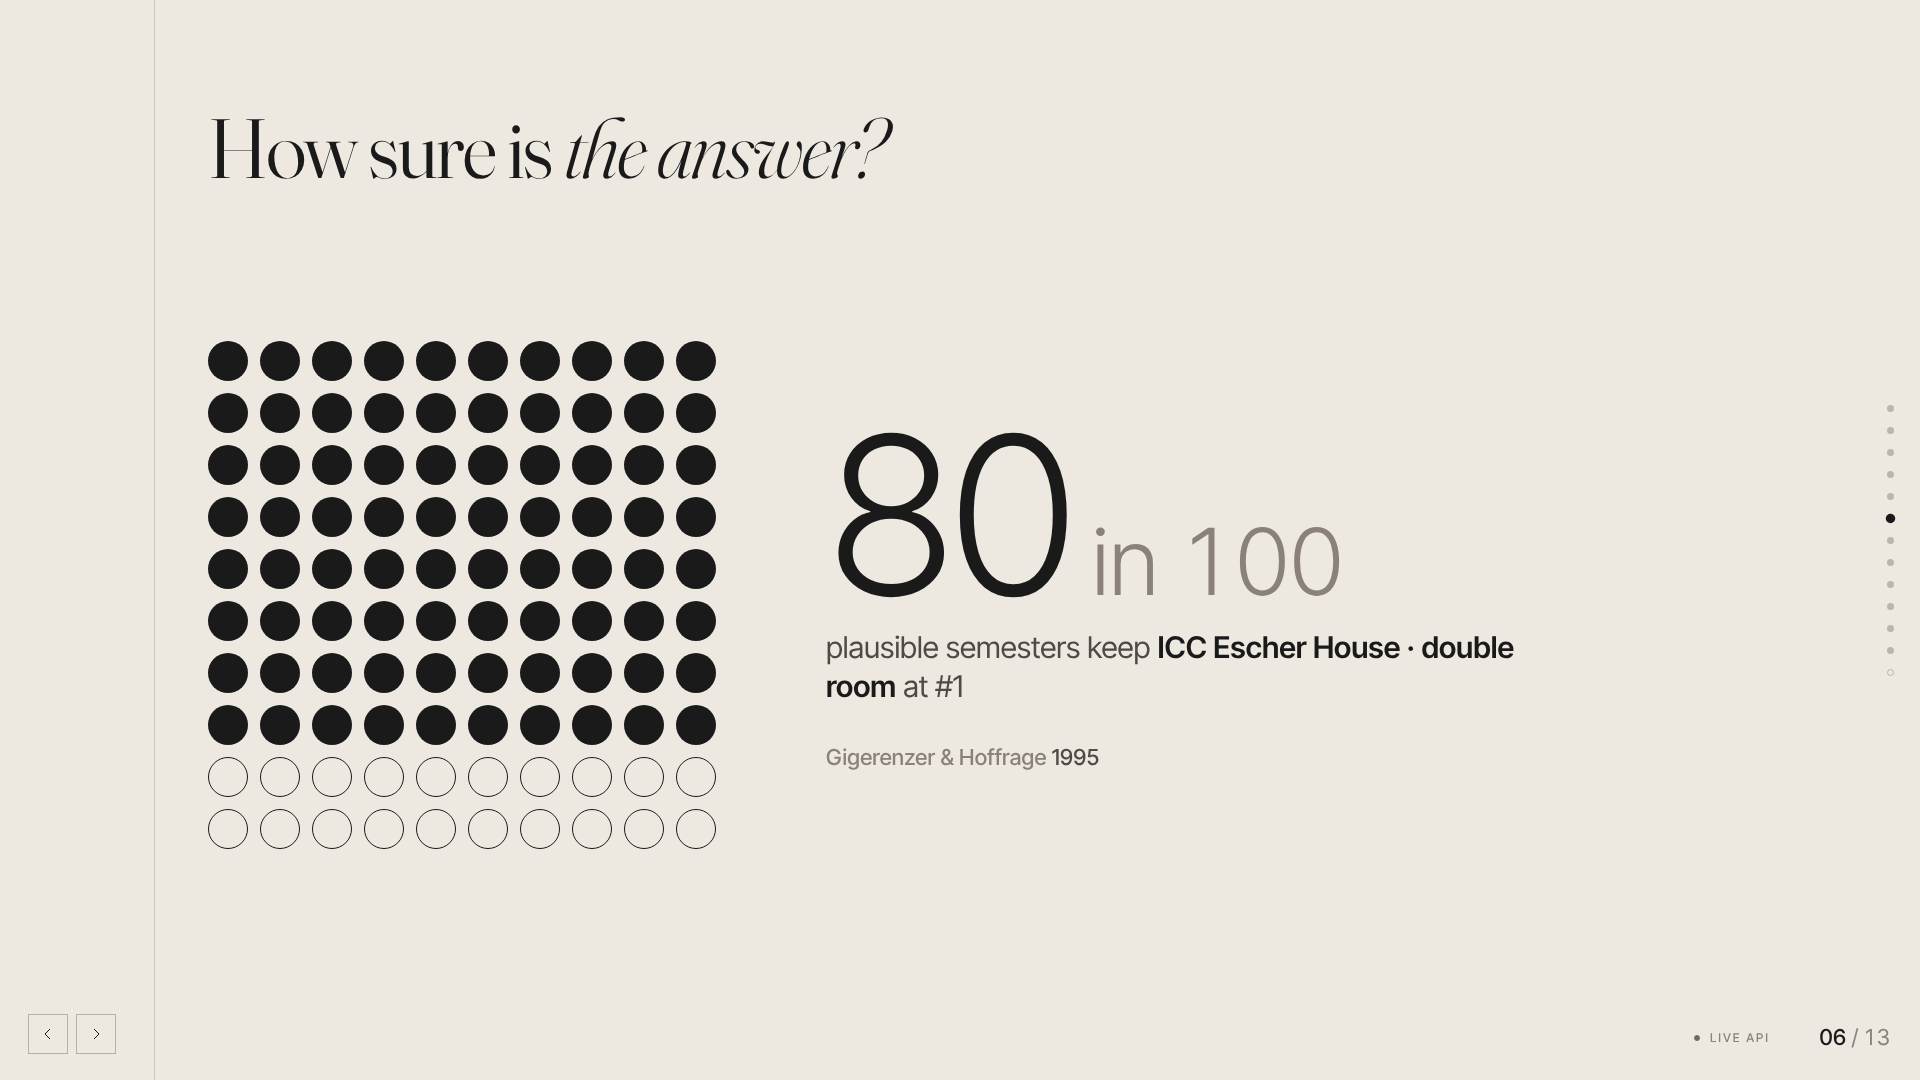 How sure is the answer?
80 in 100
plausible semesters keep ICC Escher House · double
room at #1
Gigerenzer & Hoffrage 1995
LIVE API
06 / 13